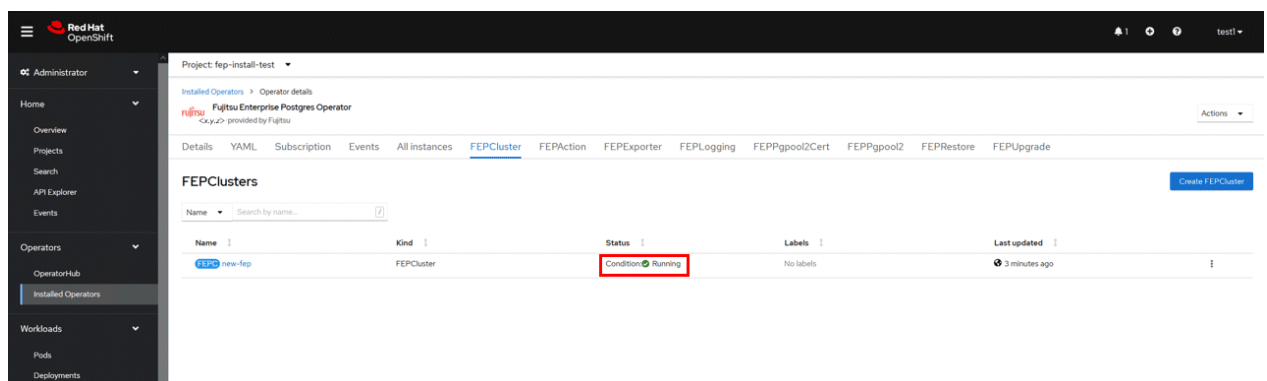 Red Hat
OpenShift
1
test1
Administrator
Project: fep-install-test
Home
Overview
Projects
Search
API Explorer
Events
Operators
OperatorHub
Installed Operators
Workloads
Pods
Deployments
Installed Operators > Operator details
FUJITSU
Fujitsu Enterprise Postgres Operator
<x.y.z> provided by Fujitsu
Actions
Details YAML Subscription Events All instances FEPCluster FEPAction FEPExporter FEPLogging FEPPgpool2Cert FEPPgpool2 FEPRestore FEPUpgrade
FEPClusters
Create FEPCluster
Name Search by name... /
Name Kind Status Labels Last updated
FEPC new-fep FEPCluster Condition: Running No labels 3 minutes ago